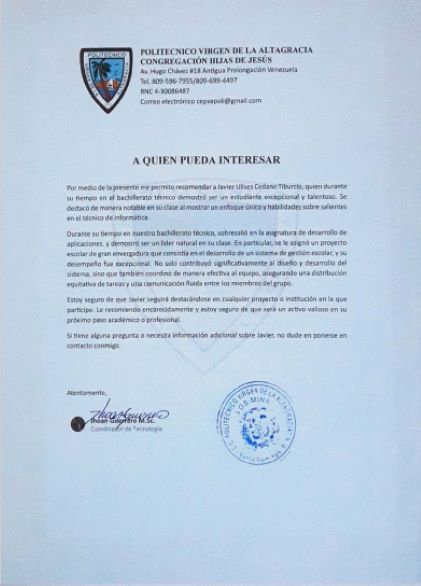 POLITECNICO
POLITECNICO VIRGEN DE LA ALTAGRACIA
CONGREGACIÓN HIJAS DE JESÚS
Av. Hugo Chávez #18 Antigua Prolongación Venezuela
Tel. 809-596-7955/809-699-4497
RNC 4-30086487
Correo electrónico cepvapoli@gmail.com
A QUIEN PUEDA INTERESAR
Por medio de la presente me permito recomendar a Javier Ulises Cedano Tiburcio, quien durante
su tiempo en el bachillerato técnico demostró ser un estudiante excepcional y talentoso. Se
destacó de manera notable en su clase al mostrar un enfoque único y habilidades sobre salientes
en el técnico de informática.
Durante su tiempo en nuestro bachillerato técnico, sobresalió en la asignatura de desarrollo de
aplicaciones, y demostró ser un líder natural en su clase. En particular, se le asignó un proyecto
escolar de gran envergadura que consistía en el desarrollo de un sistema de gestión escolar, y su
desempeño fue excepcional. No solo contribuyó significativamente al diseño y desarrollo del
sistema, sino que también coordino de manera efectiva al equipo, asegurando una distribución
equitativa de tareas y una comunicación fluida entre los miembros del grupo.
Estoy seguro de que Javier seguirá destacándose en cualquier proyecto o institución en la que
participe. Lo recomiendo encarecidamente y estoy seguro de que será un activo valioso en su
próximo paso académico o profesional.
Si tiene alguna pregunta o necesita información adicional sobre Javier, no dude en ponerse en
contacto conmigo.
Atentamente,
Jhoan Guerrero
Jhoan Guerrero M.Sc.
Coordinador de Tecnología
C.E. POLITECNICO VIRGEN DE LA ALTAGRACIA
LOS MINA
Santo Domingo